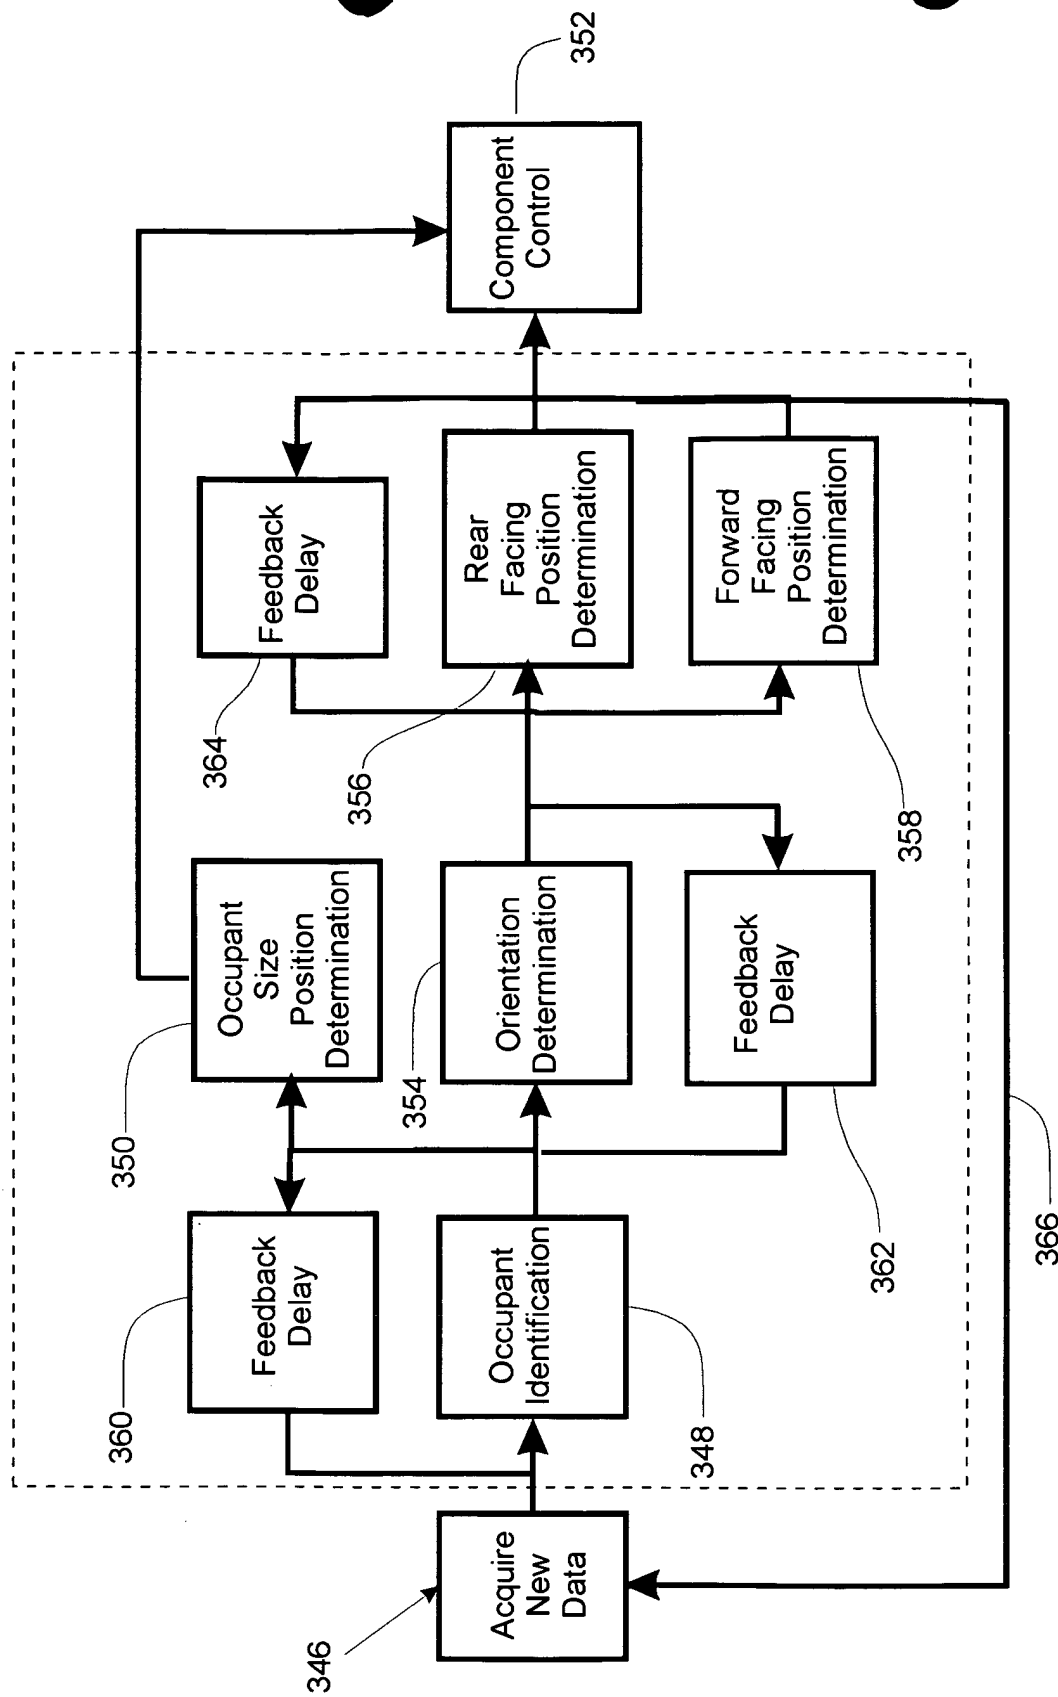 346
Acquire
New
Data
360
Feedback
Delay
Occupant
Identification
348
350
Occupant
Size
Position
Determination
354
Orientation
Determination
Feedback
Delay
362
364
Feedback
Delay
356
Rear
Facing
Position
Determination
Forward
Facing
Position
Determination
358
Component
Control
352
366